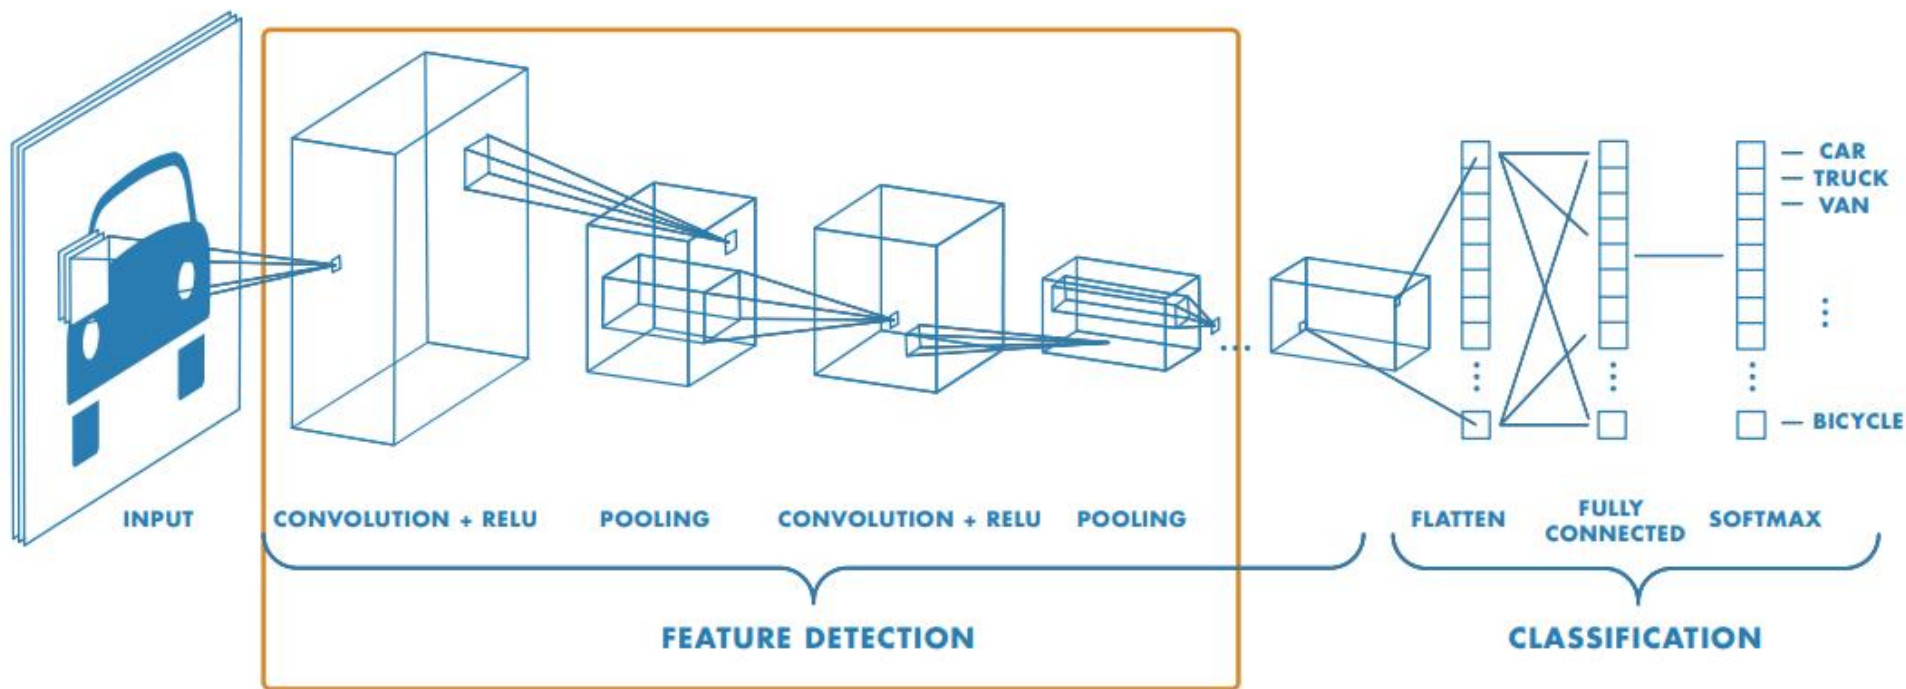 CAR
TRUCK
VAN
BICYCLE
INPUT
CONVOLUTION + RELU
POOLING
CONVOLUTION + RELU
POOLING
FLATTEN
FULLY
CONNECTED
SOFTMAX
FEATURE DETECTION
CLASSIFICATION